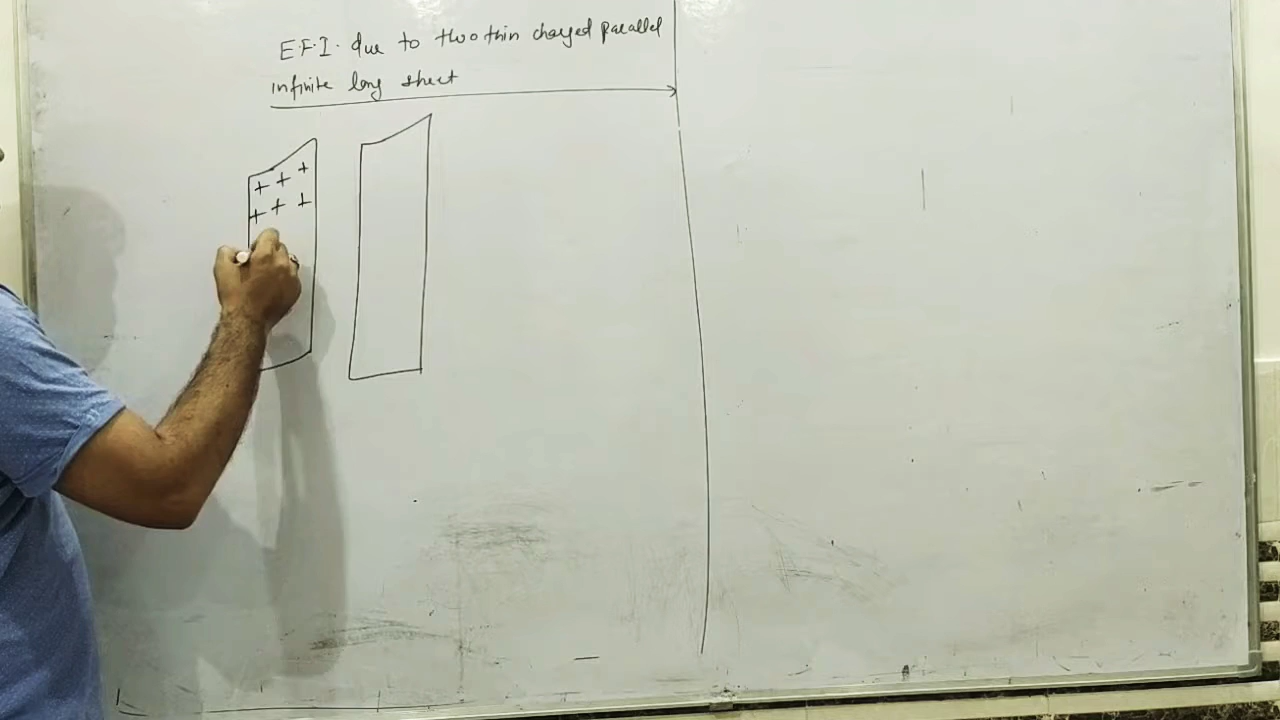 E.F.I. due to two thin charged parallel
infinite long sheet
+ + +
+ + +